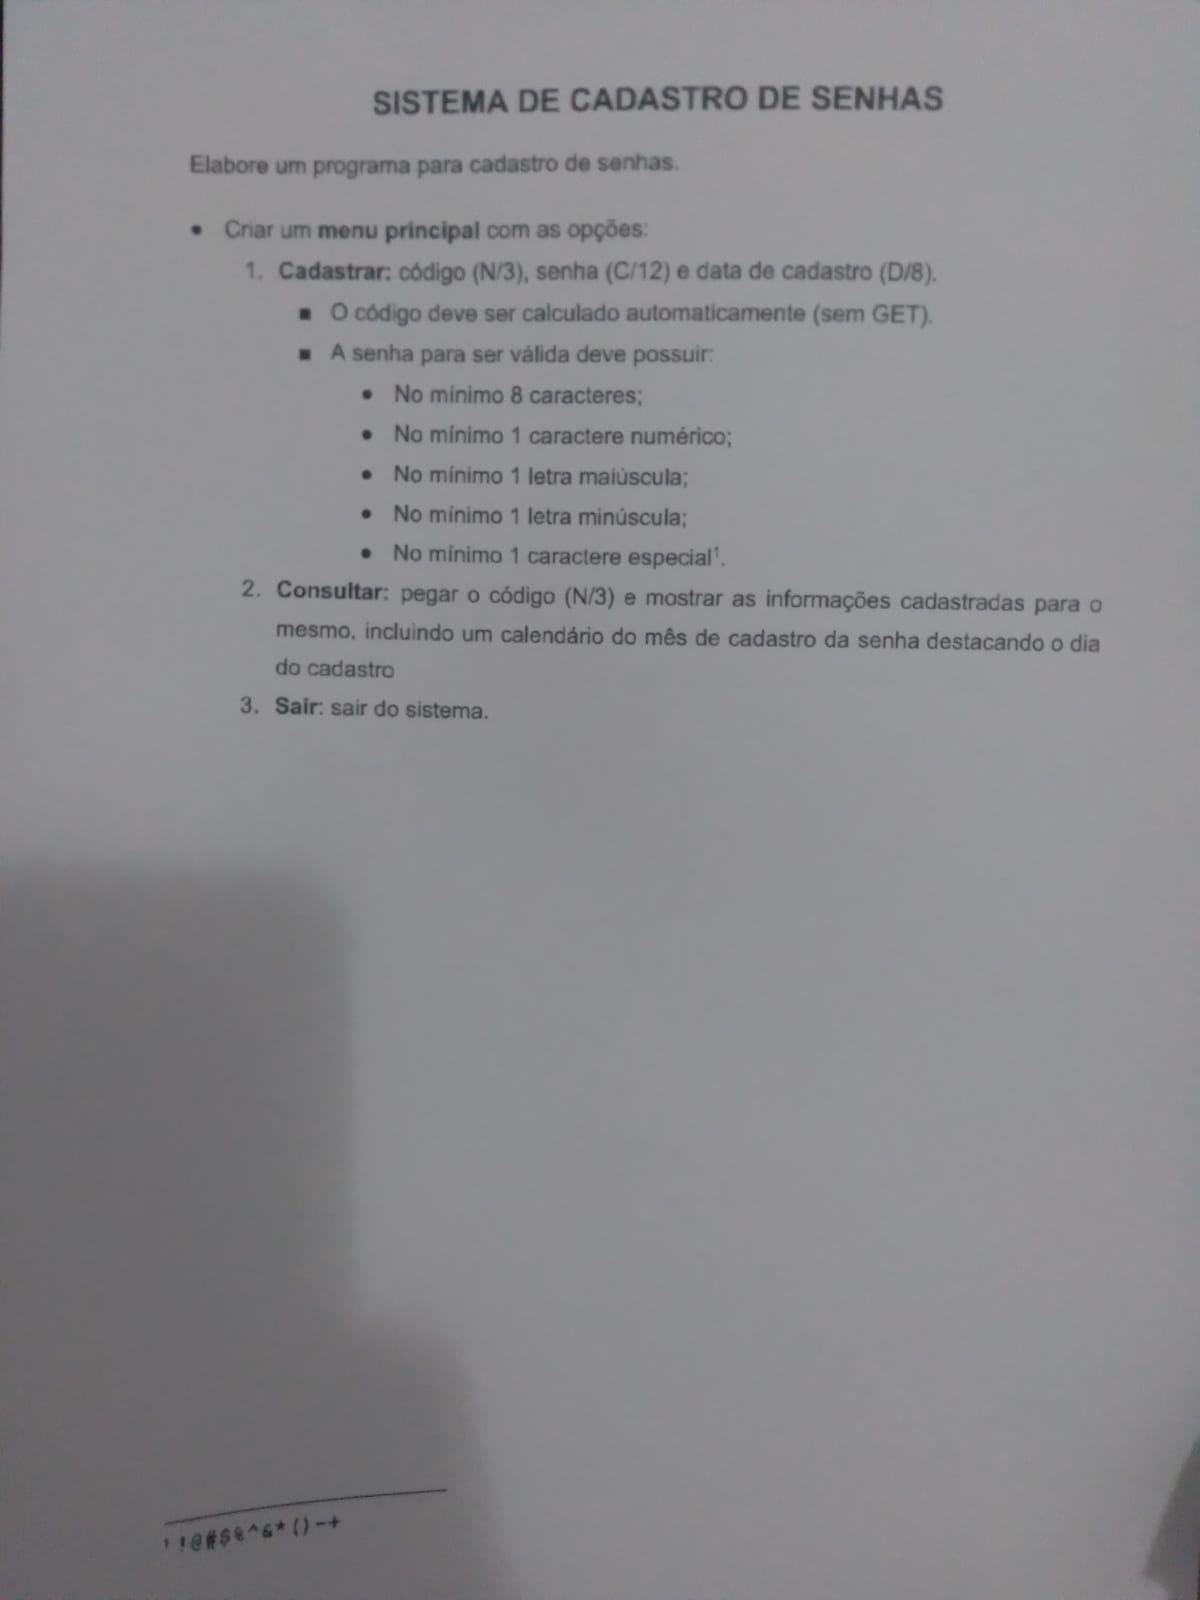 SISTEMA DE CADASTRO DE SENHAS
Elabore um programa para cadastro de senhas.
• Criar um menu principal com as opções:
1. Cadastrar: código (N/3), senha (C/12) e data de cadastro (D/8).
▪ O código deve ser calculado automaticamente (sem GET).
▪ A senha para ser válida deve possuir:
• No mínimo 8 caracteres;
• No mínimo 1 caractere numérico;
• No mínimo 1 letra maiúscula;
• No mínimo 1 letra minúscula;
• No mínimo 1 caractere especial¹.
2. Consultar: pegar o código (N/3) e mostrar as informações cadastradas para o
mesmo, incluindo um calendário do mês de cadastro da senha destacando o dia
do cadastro
3. Sair: sair do sistema.
¹ !@#$%^&*()-+